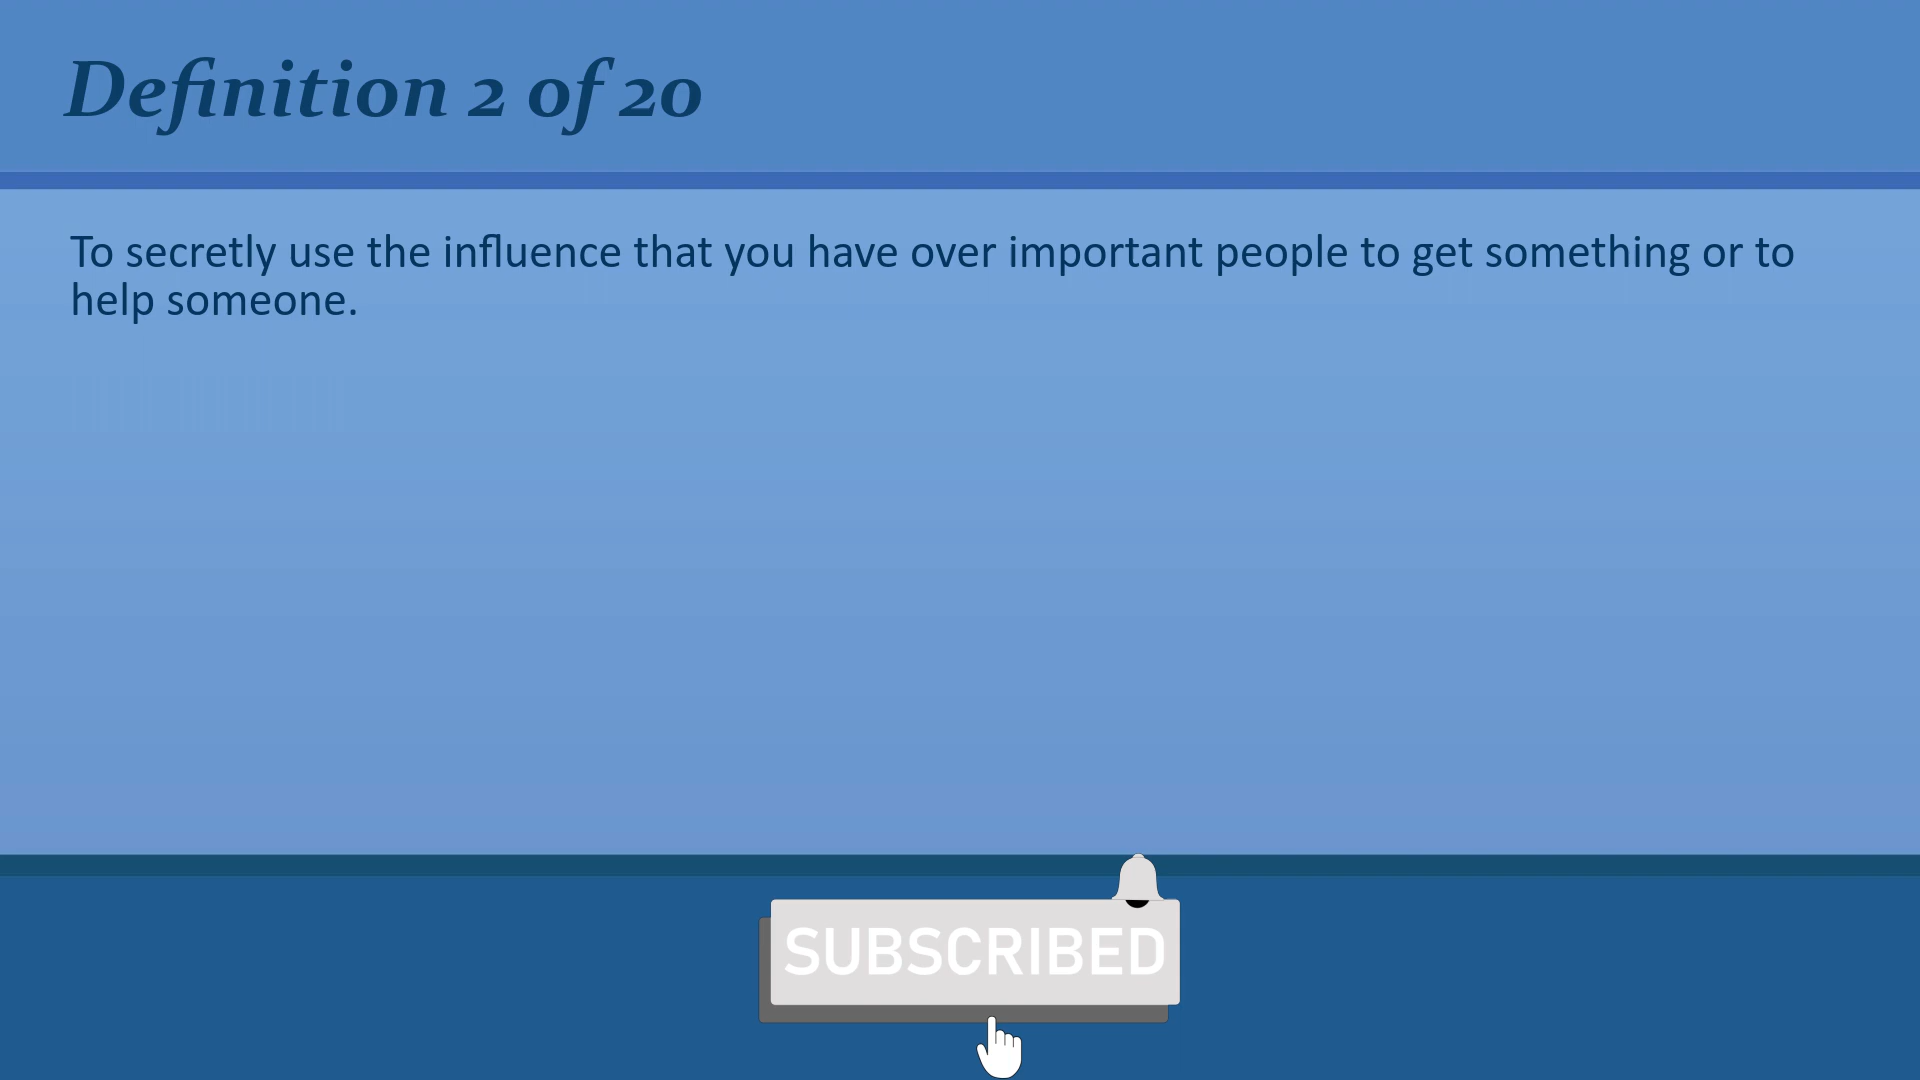 Definition 2 of 20
To secretly use the influence that you have over important people to get something or to
help someone.
SUBSCRIBED